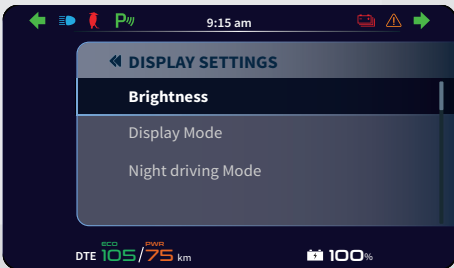 P
9:15 am
DISPLAY SETTINGS
Brightness
Display Mode
Night driving Mode
ECO PWR
DTE 105/75 km
100%